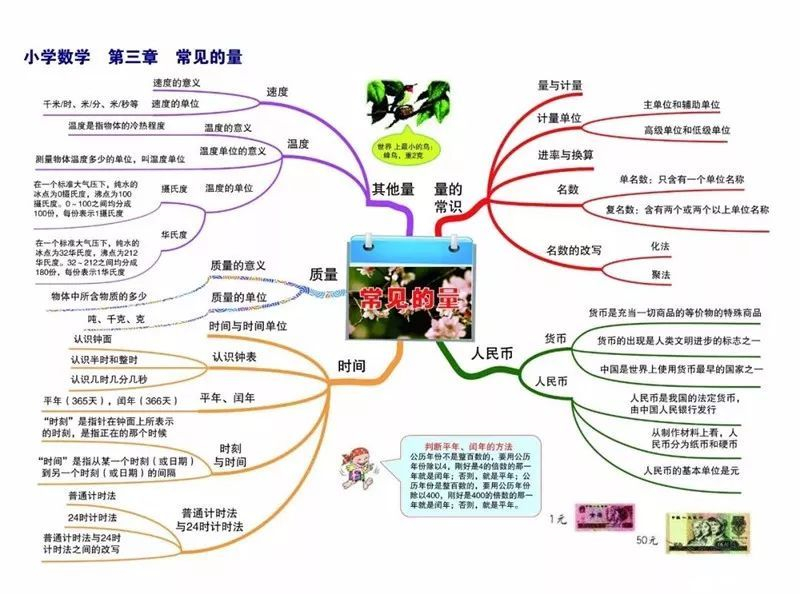 小学数学 第三章 常见的量
速度的意义
速度
千米/时、米/分、米/秒等
速度的单位
温度是指物体的冷热程度
温度的意义
温度
测量物体温度多少的单位，叫温度单位
温度单位的意义
在一个标准大气压下，纯水的
冰点为0摄氏度，沸点为100
摄氏度。0～100之间均分成
100份，每份表示1摄氏度
摄氏度
温度的单位
在一个标准大气压下，纯水的
冰点为32华氏度，沸点为212
华氏度。32～212之间均分成
180份，每份表示1华氏度
华氏度
其他量
世界上最小的鸟：
蜂鸟，重2克
量的
常识
量与计量
计量单位
主单位和辅助单位
高级单位和低级单位
进率与换算
名数
单名数：只含有一个单位名称
复名数：含有两个或两个以上单位名称
名数的改写
化法
聚法
质量
质量的意义
物体中所含物质的多少
质量的单位
吨、千克、克
常见的量
时间
时间与时间单位
认识钟面
认识钟表
认识半时和整时
认识几时几分几秒
平年（365天），闰年（366天）
平年、闰年
“时刻”是指针在钟面上所表示
的时刻，是指正在的那个时候
时刻
与时间
“时间”是指从某一个时刻（或日期）
到另一个时刻（或日期）的间隔
普通计时法
24时计时法
普通计时法
与24时计时法
普通计时法与24时
计时法之间的改写
人民币
货币
货币是充当一切商品的等价物的特殊商品
货币的出现是人类文明进步的标志之一
中国是世界上使用货币最早的国家之一
人民币
人民币是我国的法定货币，
由中国人民银行发行
从制作材料上看，人
民币分为纸币和硬币
人民币的基本单位是元
判断平年、闰年的方法
公历年份不是整百数的，要用公历
年份除以4，刚好是4的倍数的那一
年就是闰年；否则，就是平年；公
历年份是整百数的，要用公历年份
除以400，刚好是400的倍数的那一
年就是闰年；否则，就是平年。
1元
50元